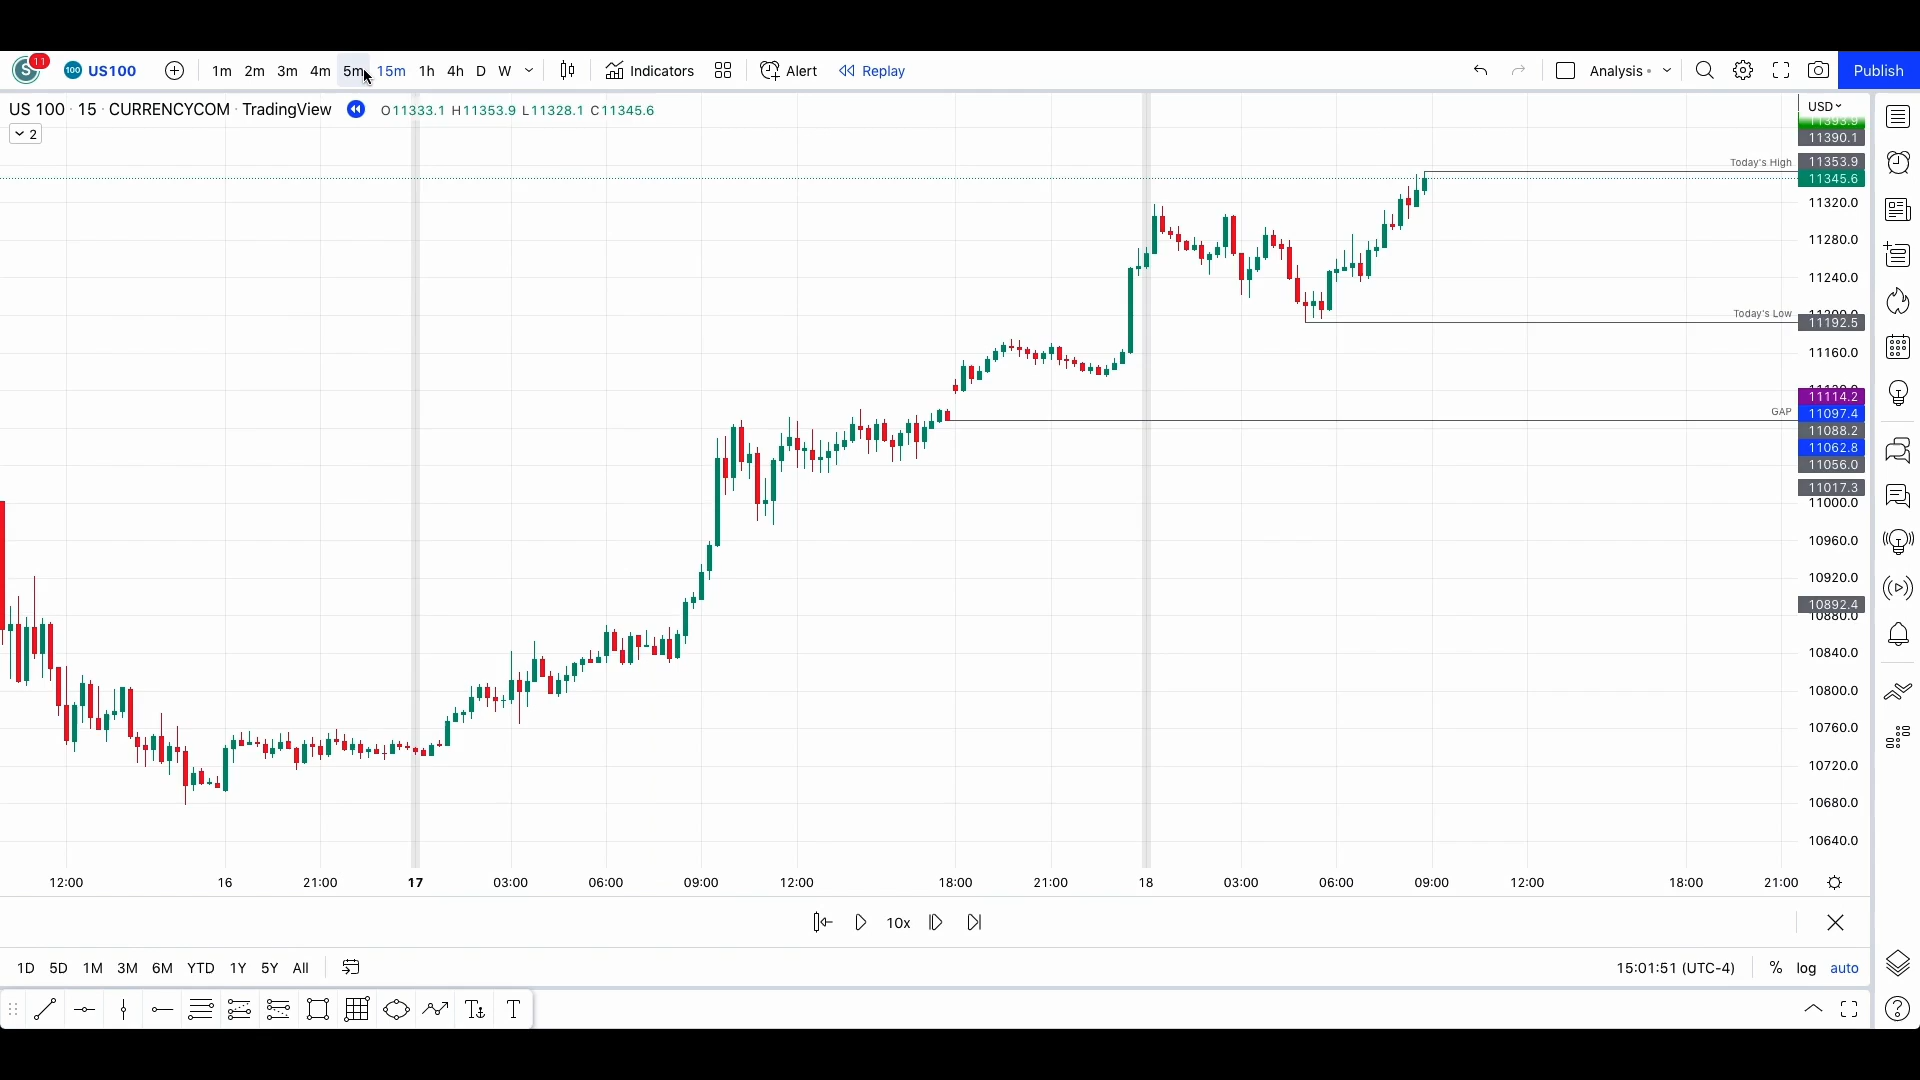 S 11 100 US100 1m 2m 3m 4m 5m 15m 1h 4h D W Indicators Alert Replay Analysis Publish
US 100 · 15 · CURRENCYCOM · TradingView O11333.1 H11353.9 L11328.1 C11345.6
USD
2
11393.9
11390.1
Today's High 11353.9
11345.6
11320.0
11280.0
11240.0
Today's Low
11192.5
11160.0
11114.2
GAP 11097.4
11088.2
11062.8
11056.0
11017.3
11000.0
10960.0
10920.0
10892.4
10880.0
10840.0
10800.0
10760.0
10720.0
10680.0
10640.0
12:00 16 21:00 17 03:00 06:00 09:00 12:00 18:00 21:00 18 03:00 06:00 09:00 12:00 18:00 21:00
10x
1D 5D 1M 3M 6M YTD 1Y 5Y All 15:01:51 (UTC-4) % log auto
T T